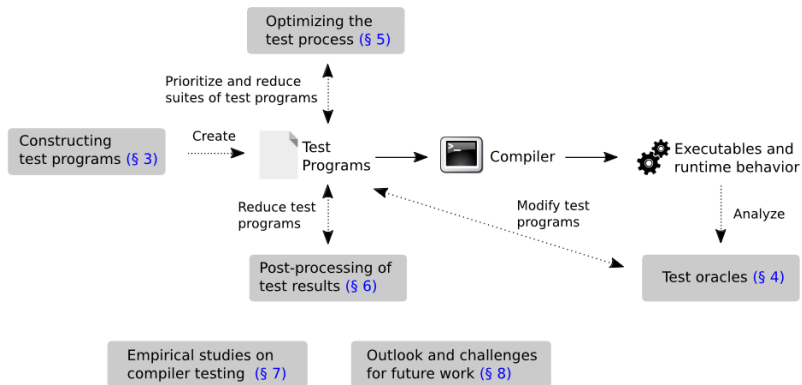 Optimizing the
test process (§ 5)
Prioritize and reduce
suites of test programs
Constructing
test programs (§ 3)
Create
Test
Programs
Compiler
Executables and
runtime behavior
Reduce test
programs
Modify test
programs
Analyze
Post-processing of
test results (§ 6)
Test oracles (§ 4)
Empirical studies on
compiler testing (§ 7)
Outlook and challenges
for future work (§ 8)